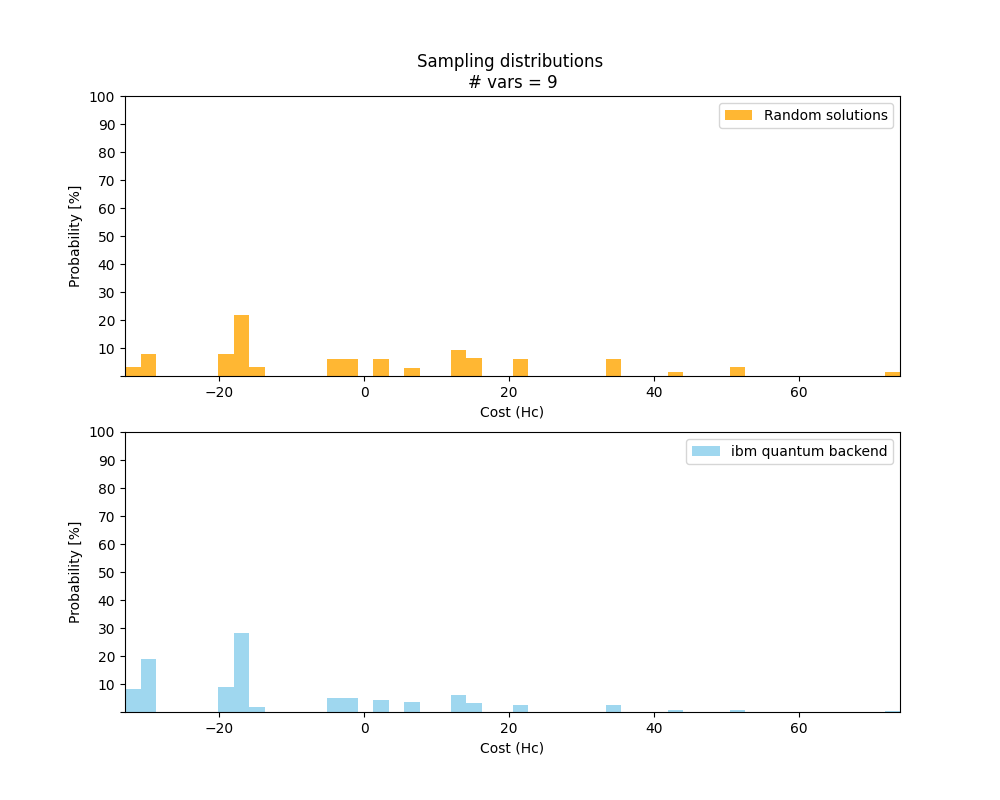 Sampling distributions
# vars = 9
100
90
80
70
60
50
40
30
20
10
Probability [%]
Random solutions
−20 0 20 40 60
Cost (Hc)
100
90
80
70
60
50
40
30
20
10
Probability [%]
ibm quantum backend
−20 0 20 40 60
Cost (Hc)